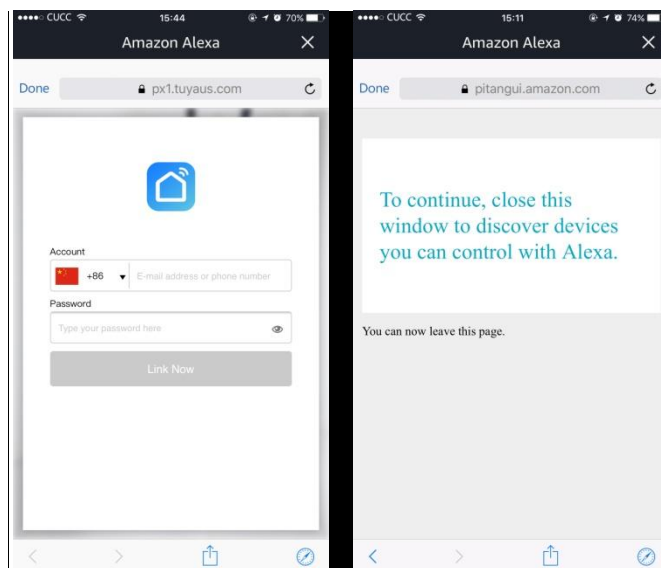 CUCC 15:44 70%
Amazon Alexa
Done px1.tuyaus.com
Account
+86 E-mail address or phone number
Password
Type your password here
Link Now
CUCC 15:11 74%
Amazon Alexa
Done pitangui.amazon.com
To continue, close this
window to discover devices
you can control with Alexa.
You can now leave this page.